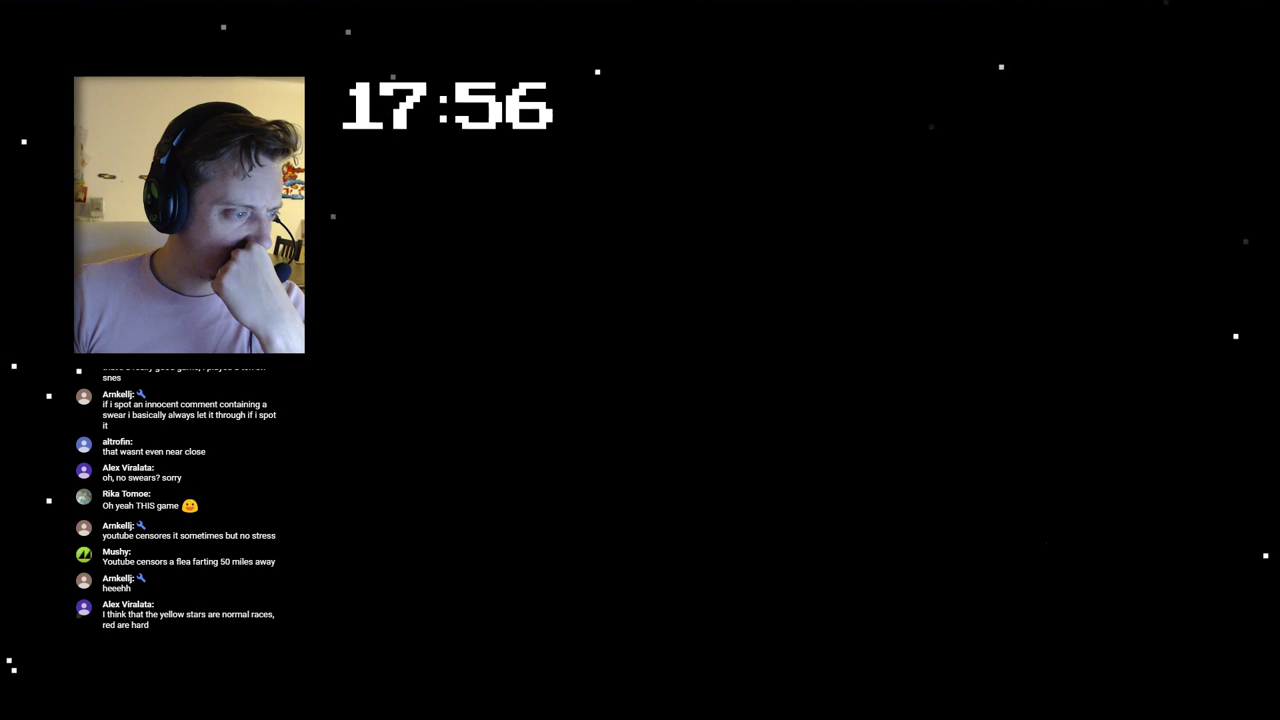 17:56
snes
Arnkellj:
if i spot an innocent comment containing a
swear i basically always let it through if i spot
it
altrofin:
that wasnt even near close
Alex Viralata:
oh, no swears? sorry
Rika Tomoe:
Oh yeah THIS game
Arnkellj:
youtube censores it sometimes but no stress
Mushy:
Youtube censors a flea farting 50 miles away
Arnkellj:
heeehh
Alex Viralata:
I think that the yellow stars are normal races,
red are hard